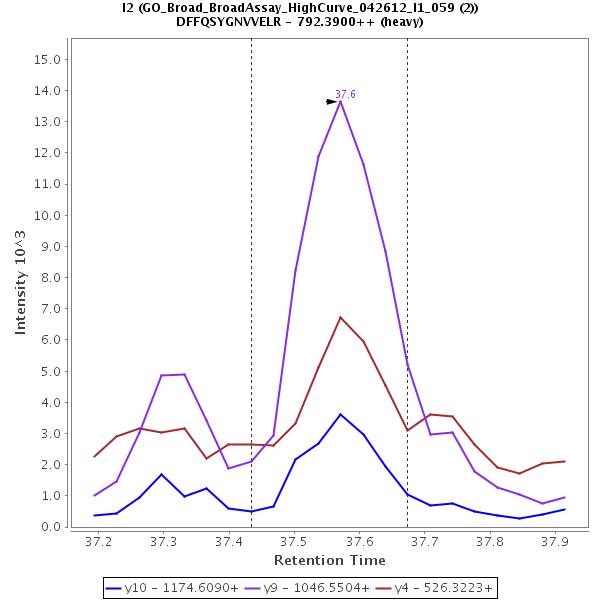 I2 (GO_Broad_BroadAssay_HighCurve_042612_I1_059 (2))
DFFQSYGNVVELR - 792.3900++ (heavy)
Intensity 10^3
15.0
14.0
13.0
12.0
11.0
10.0
9.0
8.0
7.0
6.0
5.0
4.0
3.0
2.0
1.0
0.0
37.6
37.2 37.3 37.4 37.5 37.6 37.7 37.8 37.9
Retention Time
y10 - 1174.6090+ y9 - 1046.5504+ y4 - 526.3223+